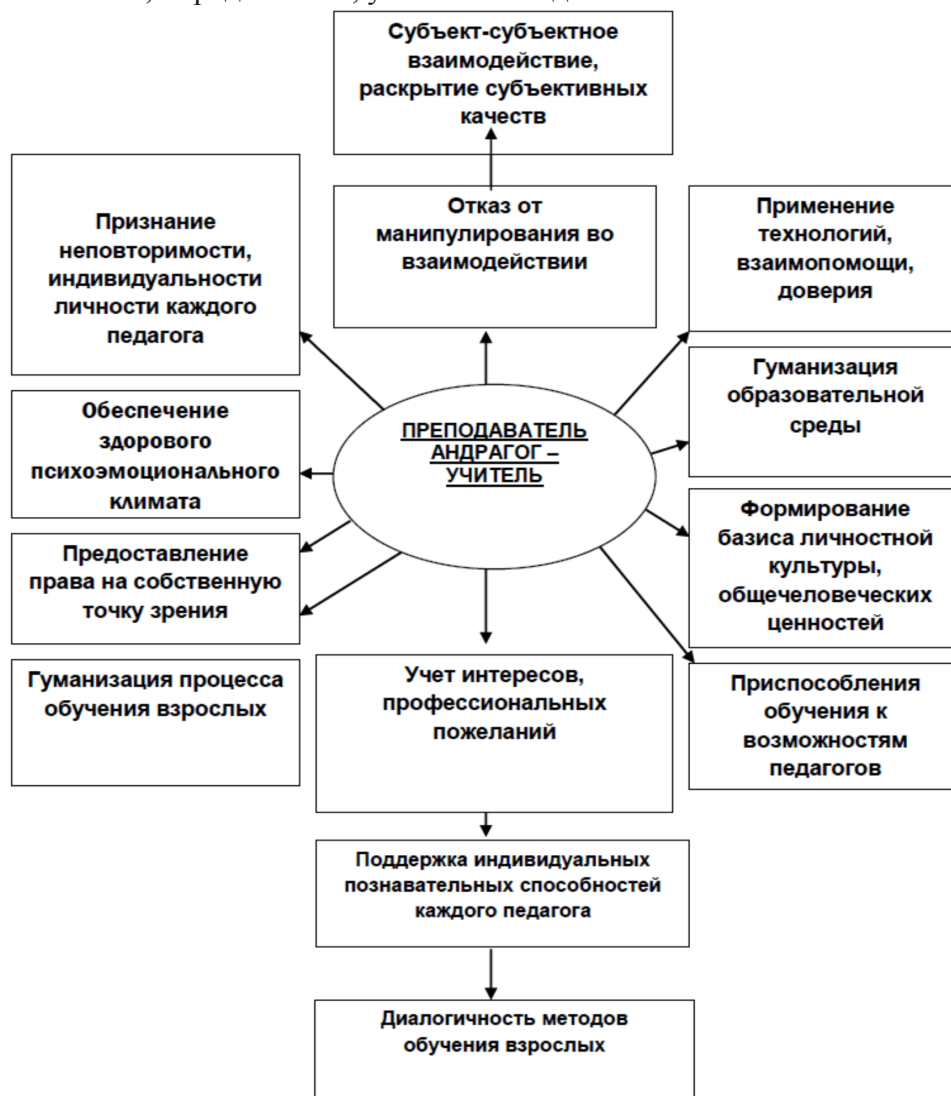 Субъект-субъектное
взаимодействие,
раскрытие субъективных
качеств
Признание
неповторимости,
индивидуальности
личности каждого
педагога
Отказ от
манипулирования во
взаимодействии
Применение
технологий,
взаимопомощи,
доверия
Обеспечение
здорового
психоэмоционального
климата
ПРЕПОДАВАТЕЛЬ
АНДРАГОГ –
УЧИТЕЛЬ
Гуманизация
образовательной
среды
Предоставление
права на собственную
точку зрения
Формирование
базиса личностной
культуры,
общечеловеческих
ценностей
Гуманизация процесса
обучения взрослых
Учет интересов,
профессиональных
пожеланий
Приспособления
обучения к
возможностям
педагогов
Поддержка индивидуальных
познавательных способностей
каждого педагога
Диалогичность методов
обучения взрослых